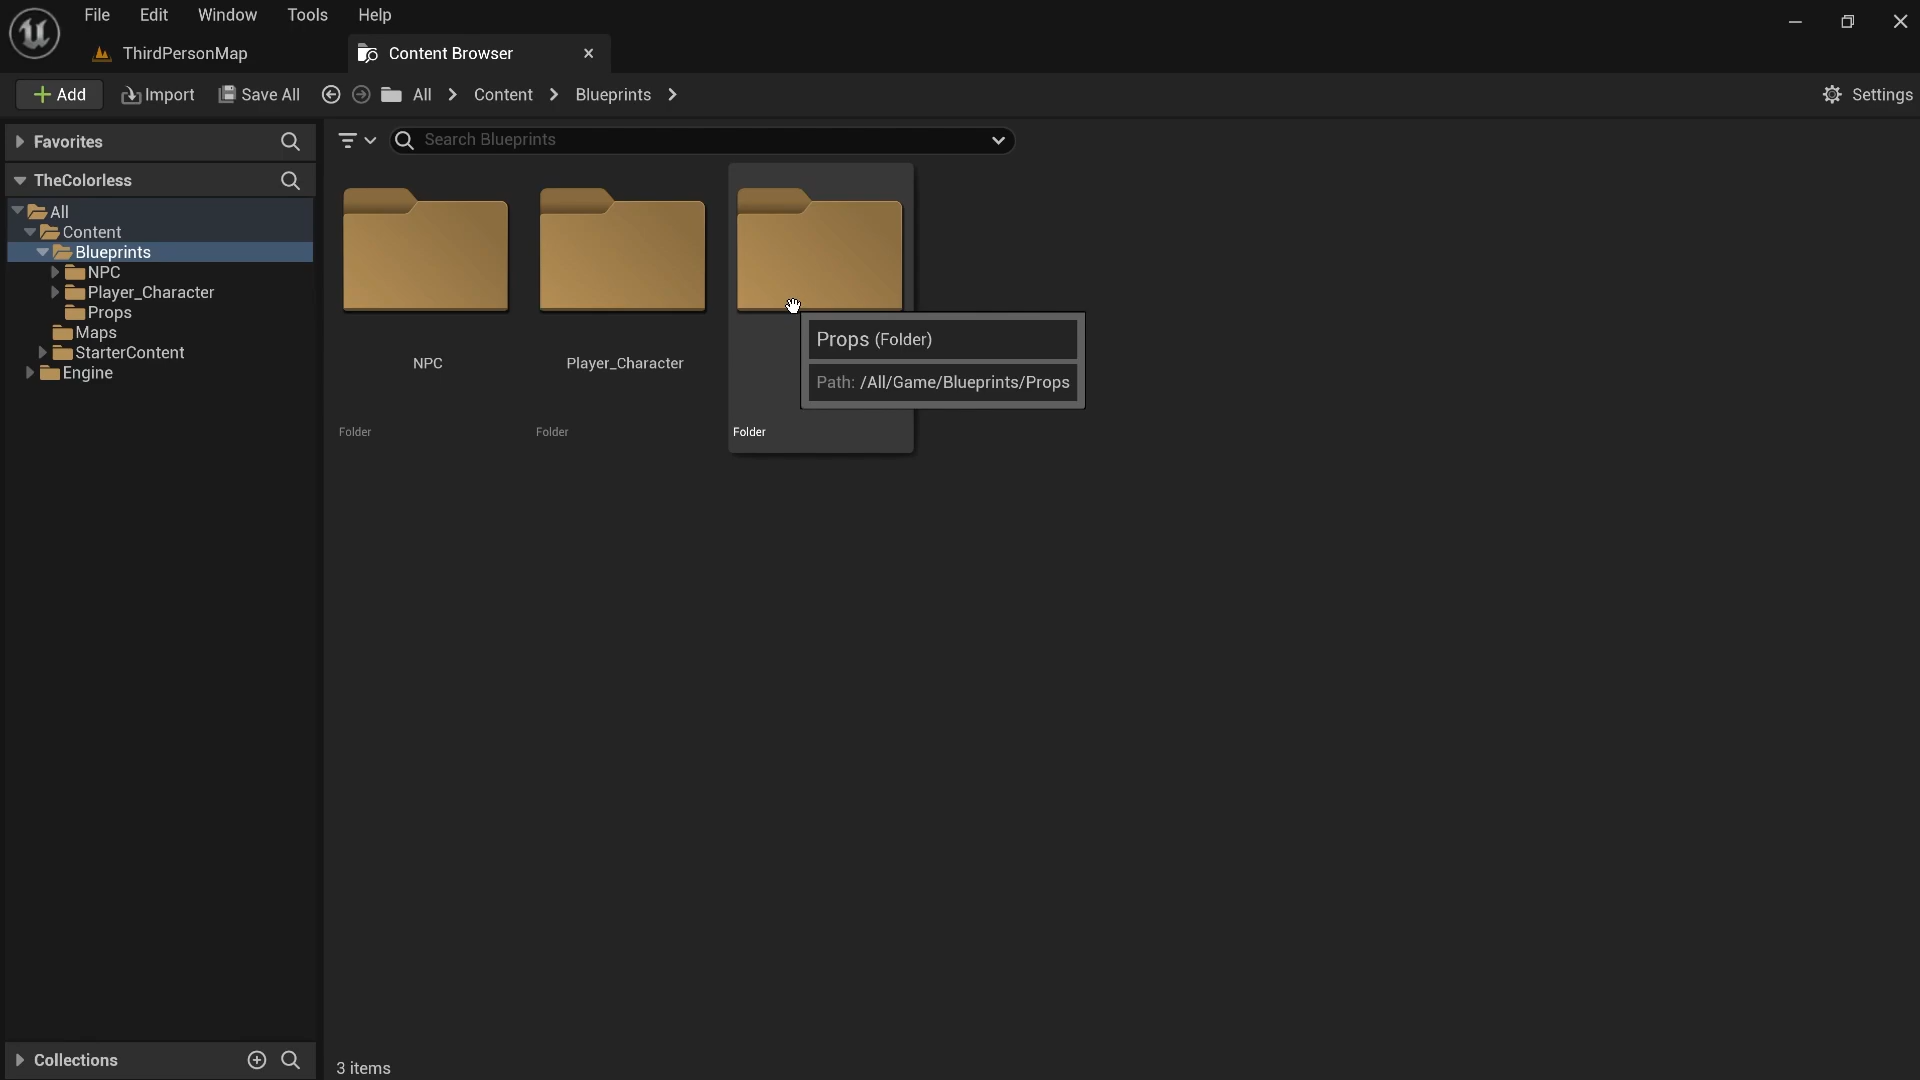 File Edit Window Tools Help
ThirdPersonMap Content Browser
Add Import Save All All Content Blueprints Settings
Favorites
Search Blueprints
TheColorless
All
Content
Blueprints
NPC
Player_Character
Props
Maps
StarterContent
Engine
NPC
Player_Character
Folder
Folder
Folder
Props (Folder)
Path: /All/Game/Blueprints/Props
Collections
3 items